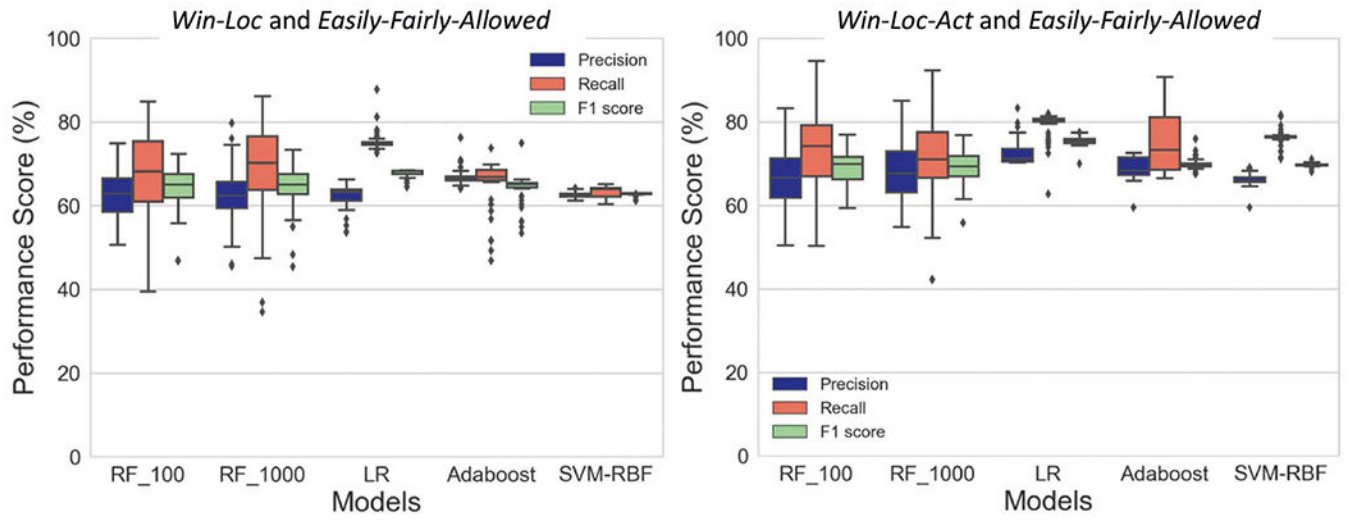 Win-Loc and Easily-Fairly-Allowed
Performance Score (%)
100
80
60
40
20
0
Precision
Recall
F1 score
RF_100 RF_1000 LR Adaboost SVM-RBF
Models
Win-Loc-Act and Easily-Fairly-Allowed
Performance Score (%)
100
80
60
40
20
0
Precision
Recall
F1 score
RF_100 RF_1000 LR Adaboost SVM-RBF
Models